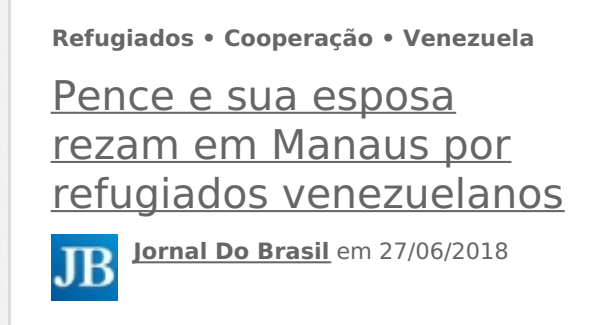 Refugiados • Cooperação • Venezuela
Pence e sua esposa
rezam em Manaus por
refugiados venezuelanos
JB
Jornal Do Brasil em 27/06/2018